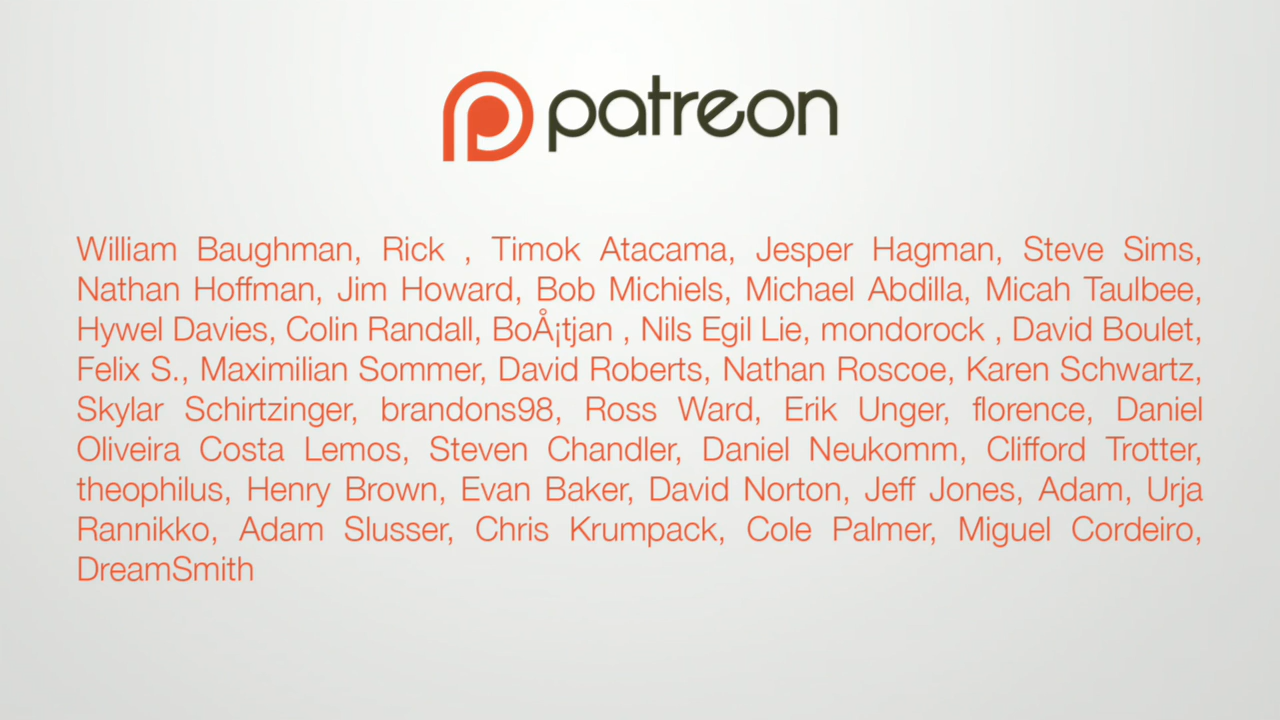 patreon
William Baughman, Rick , Timok Atacama, Jesper Hagman, Steve Sims,
Nathan Hoffman, Jim Howard, Bob Michiels, Michael Abdilla, Micah Taulbee,
Hywel Davies, Colin Randall, BoÅ¡tjan , Nils Egil Lie, mondorock , David Boulet,
Felix S., Maximilian Sommer, David Roberts, Nathan Roscoe, Karen Schwartz,
Skylar Schirtzinger, brandons98, Ross Ward, Erik Unger, florence, Daniel
Oliveira Costa Lemos, Steven Chandler, Daniel Neukomm, Clifford Trotter,
theophilus, Henry Brown, Evan Baker, David Norton, Jeff Jones, Adam, Urja
Rannikko, Adam Slusser, Chris Krumpack, Cole Palmer, Miguel Cordeiro,
DreamSmith